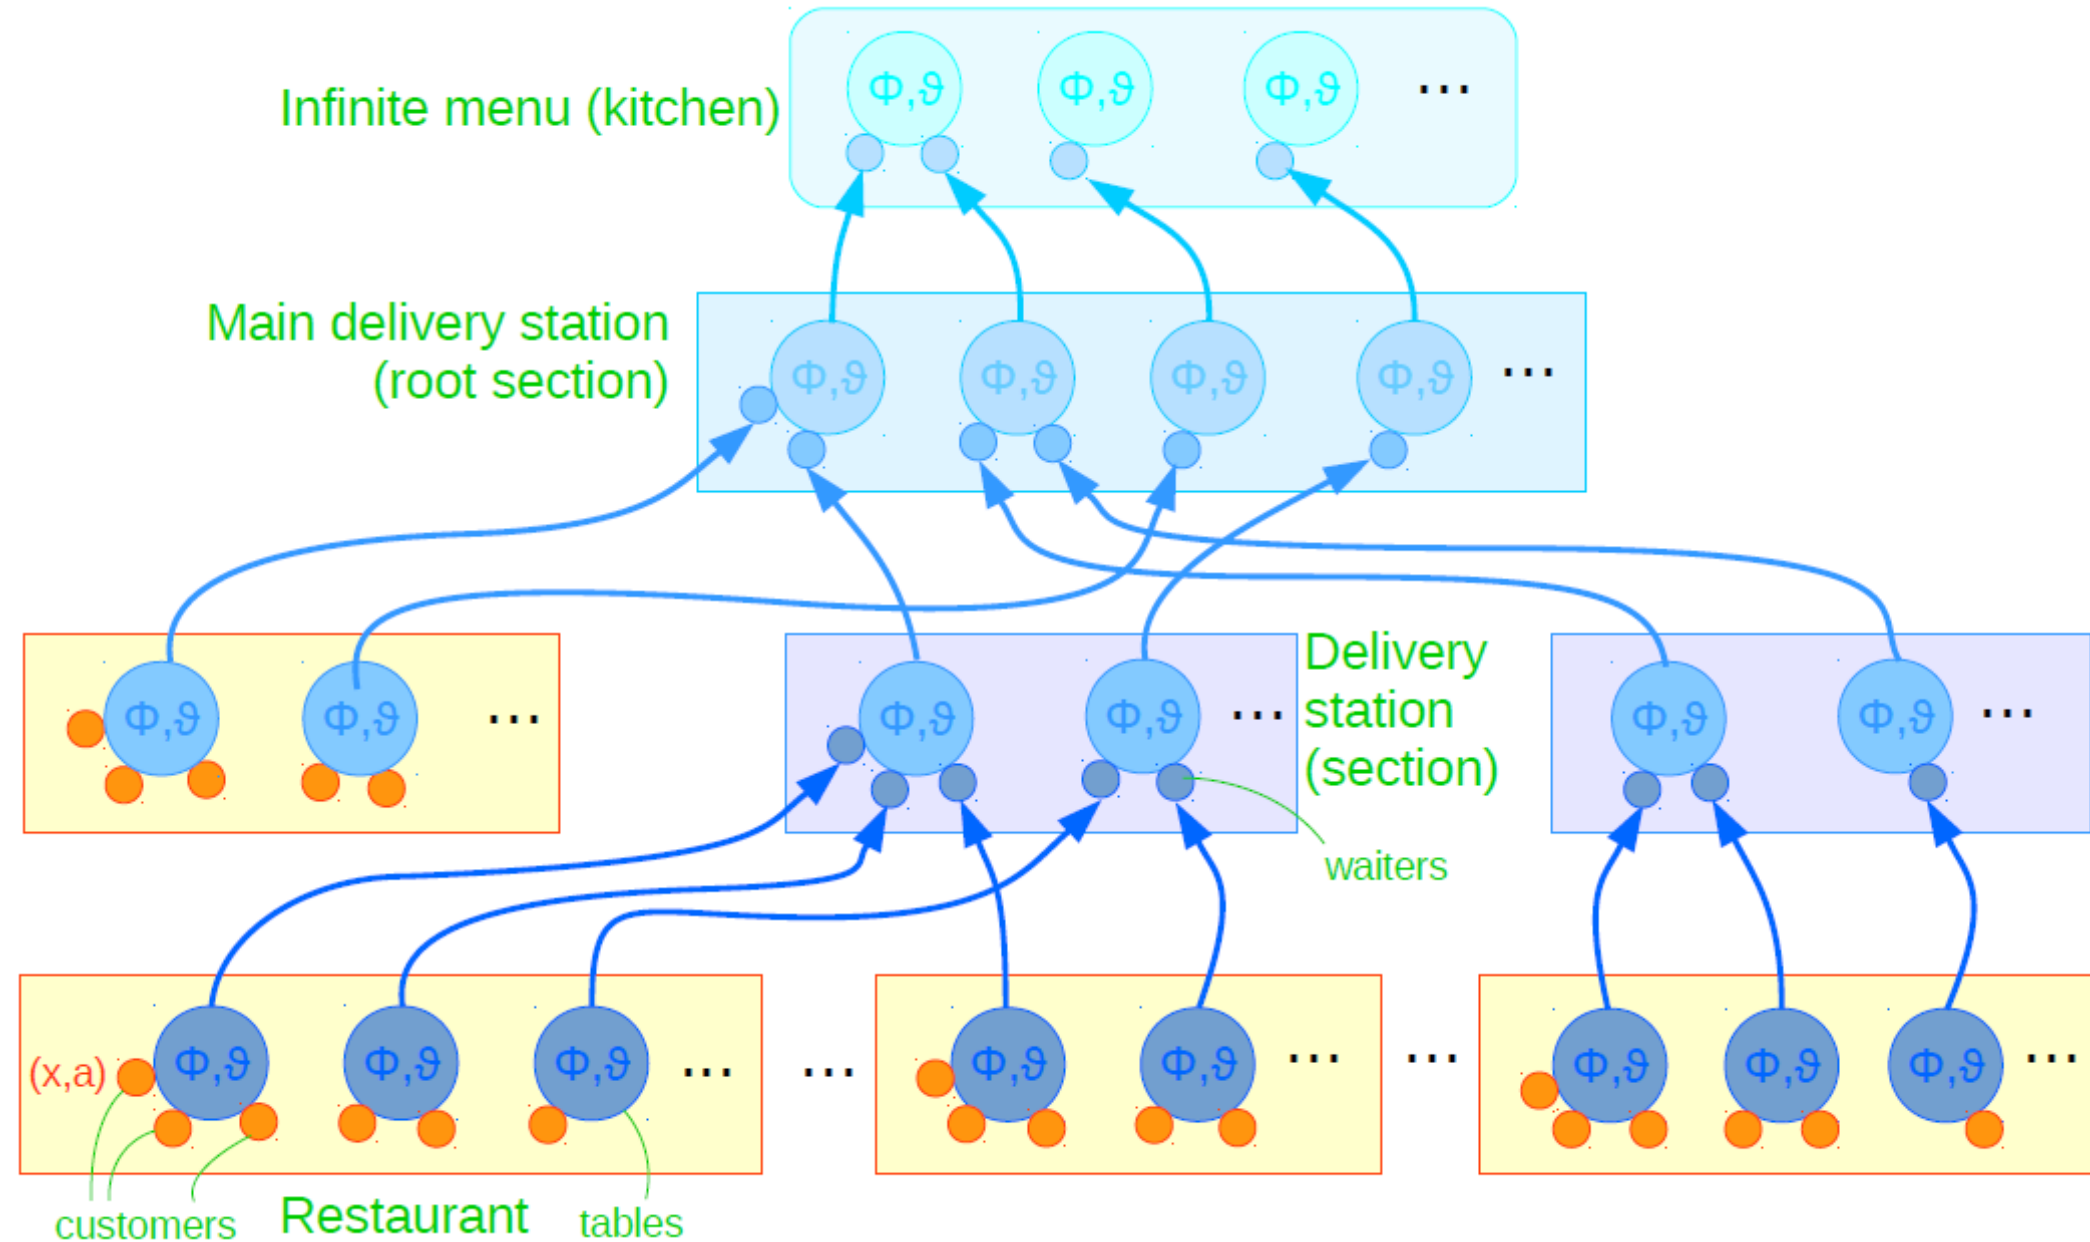 Φ,ϑ Φ,ϑ Φ,ϑ ...
Infinite menu (kitchen)
Main delivery station
(root section)
Φ,ϑ Φ,ϑ Φ,ϑ Φ,ϑ ...
Φ,ϑ Φ,ϑ ...
Φ,ϑ Φ,ϑ ...
Delivery
station
(section)
Φ,ϑ Φ,ϑ ...
waiters
(x,a) Φ,ϑ Φ,ϑ Φ,ϑ ... ...
Φ,ϑ Φ,ϑ ... ...
Φ,ϑ Φ,ϑ Φ,ϑ ...
customers Restaurant tables